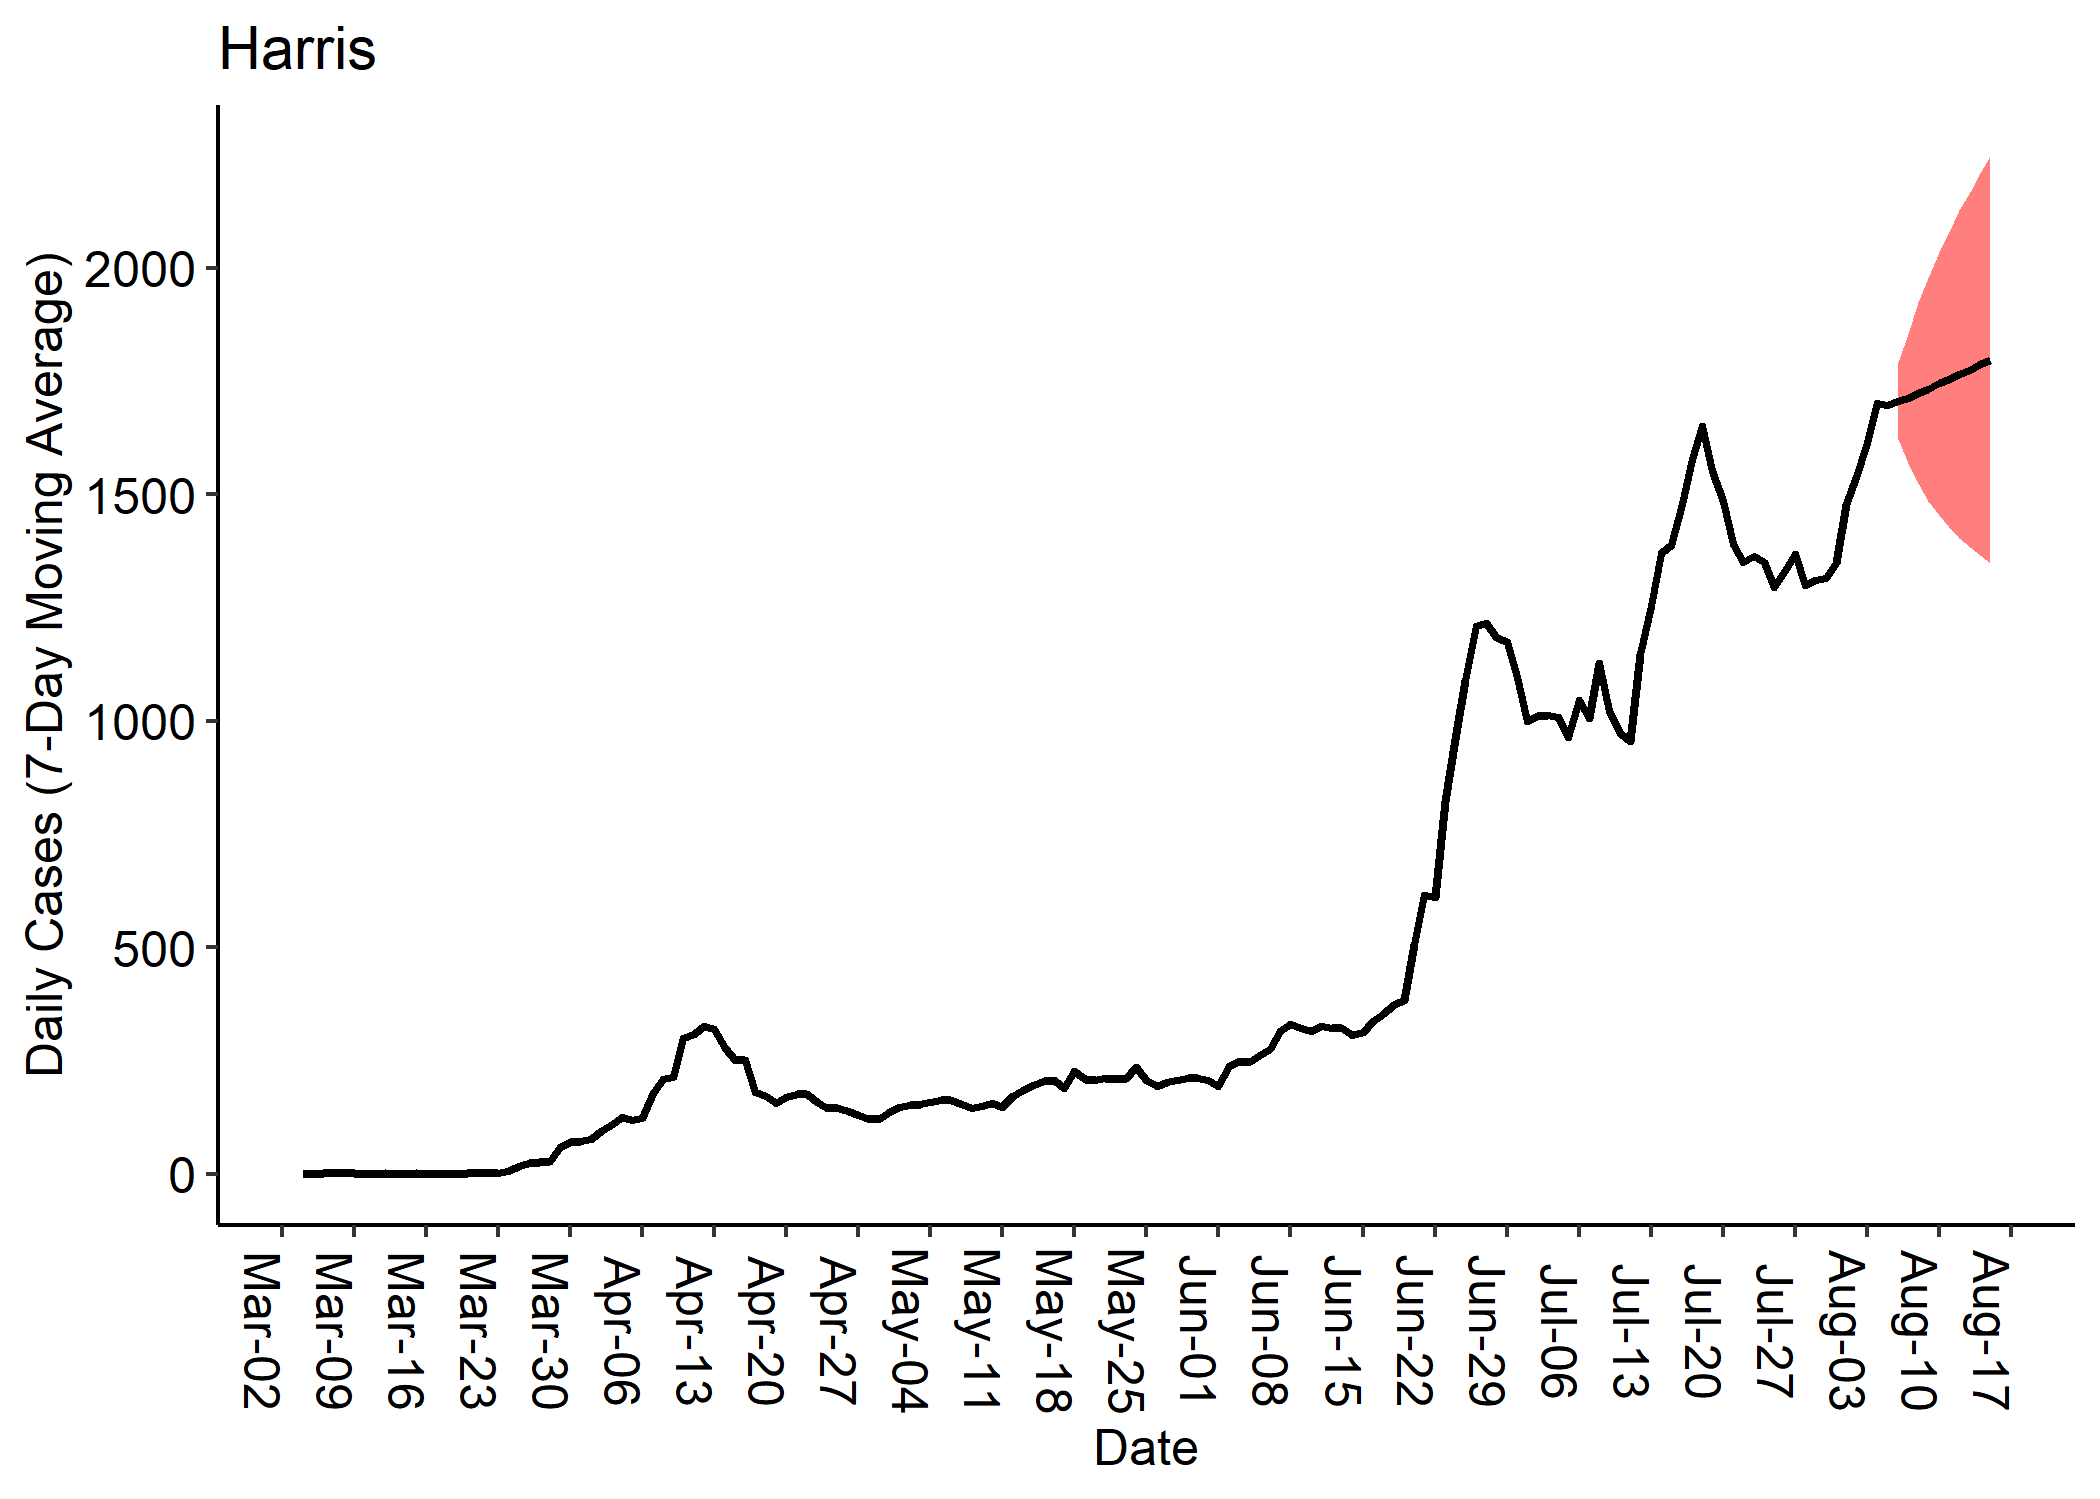 Harris
Daily Cases (7-Day Moving Average)
2000
1500
1000
500
0
Mar-02
Mar-09
Mar-16
Mar-23
Mar-30
Apr-06
Apr-13
Apr-20
Apr-27
May-04
May-11
May-18
May-25
Jun-01
Jun-08
Jun-15
Jun-22
Jun-29
Jul-06
Jul-13
Jul-20
Jul-27
Aug-03
Aug-10
Aug-17
Date